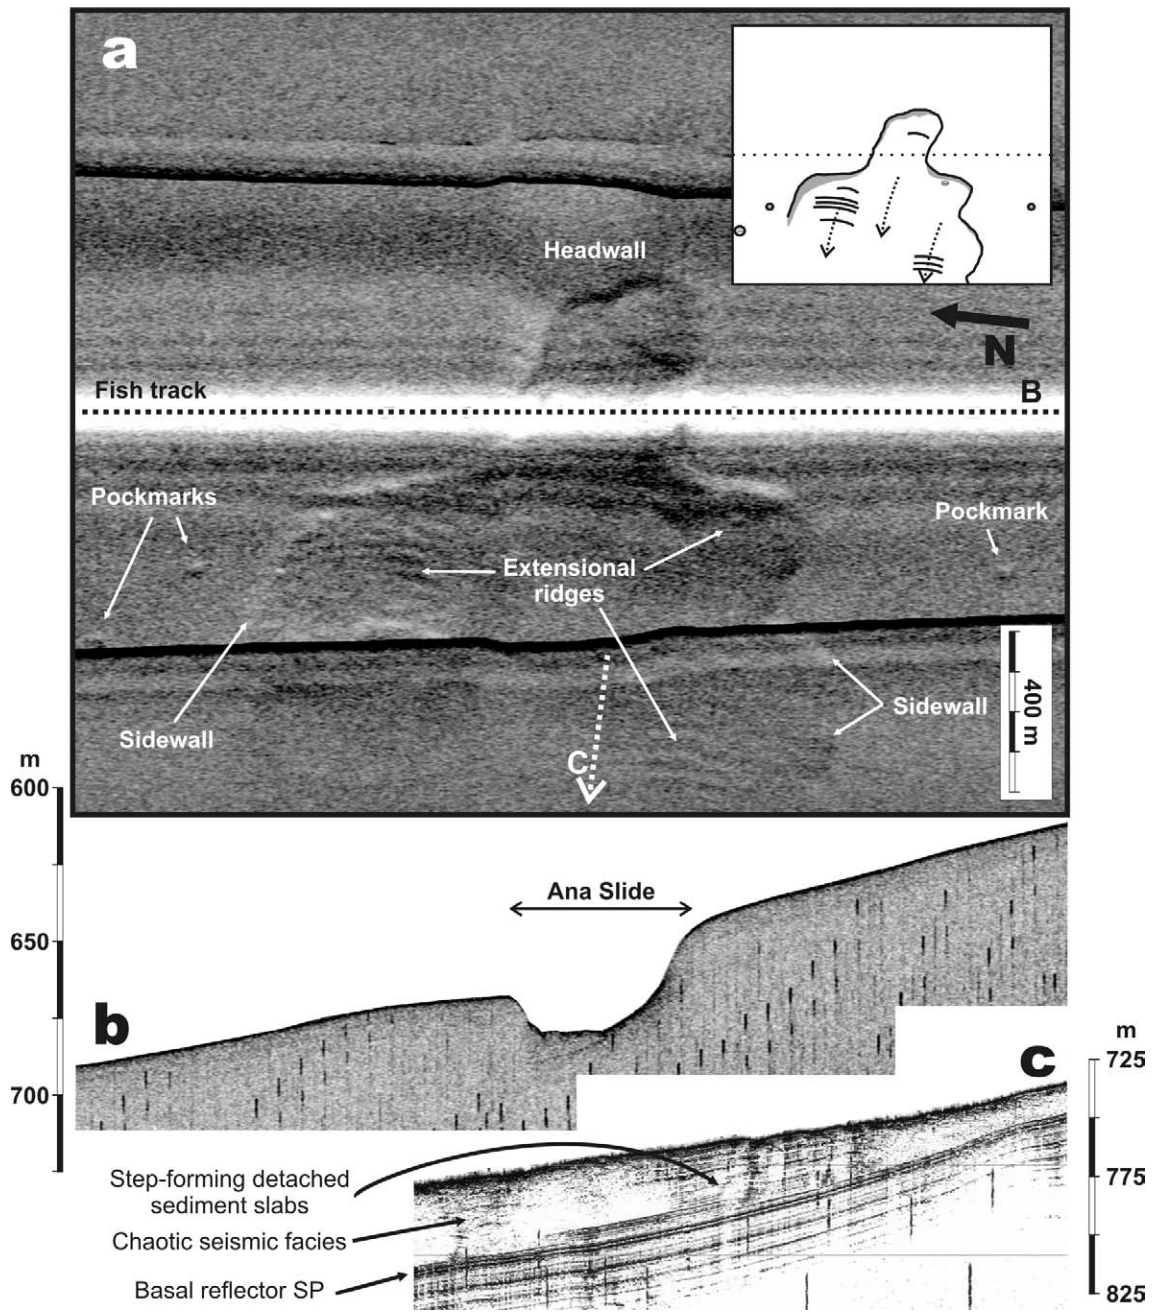 a
Headwall
N
Fish track
B
Pockmarks
Pockmark
Extensional
ridges
Sidewall
Sidewall
400 m
C
m
600
650
700
Ana Slide
b
c
m
725
775
825
Step-forming detached
sediment slabs
Chaotic seismic facies
Basal reflector SP